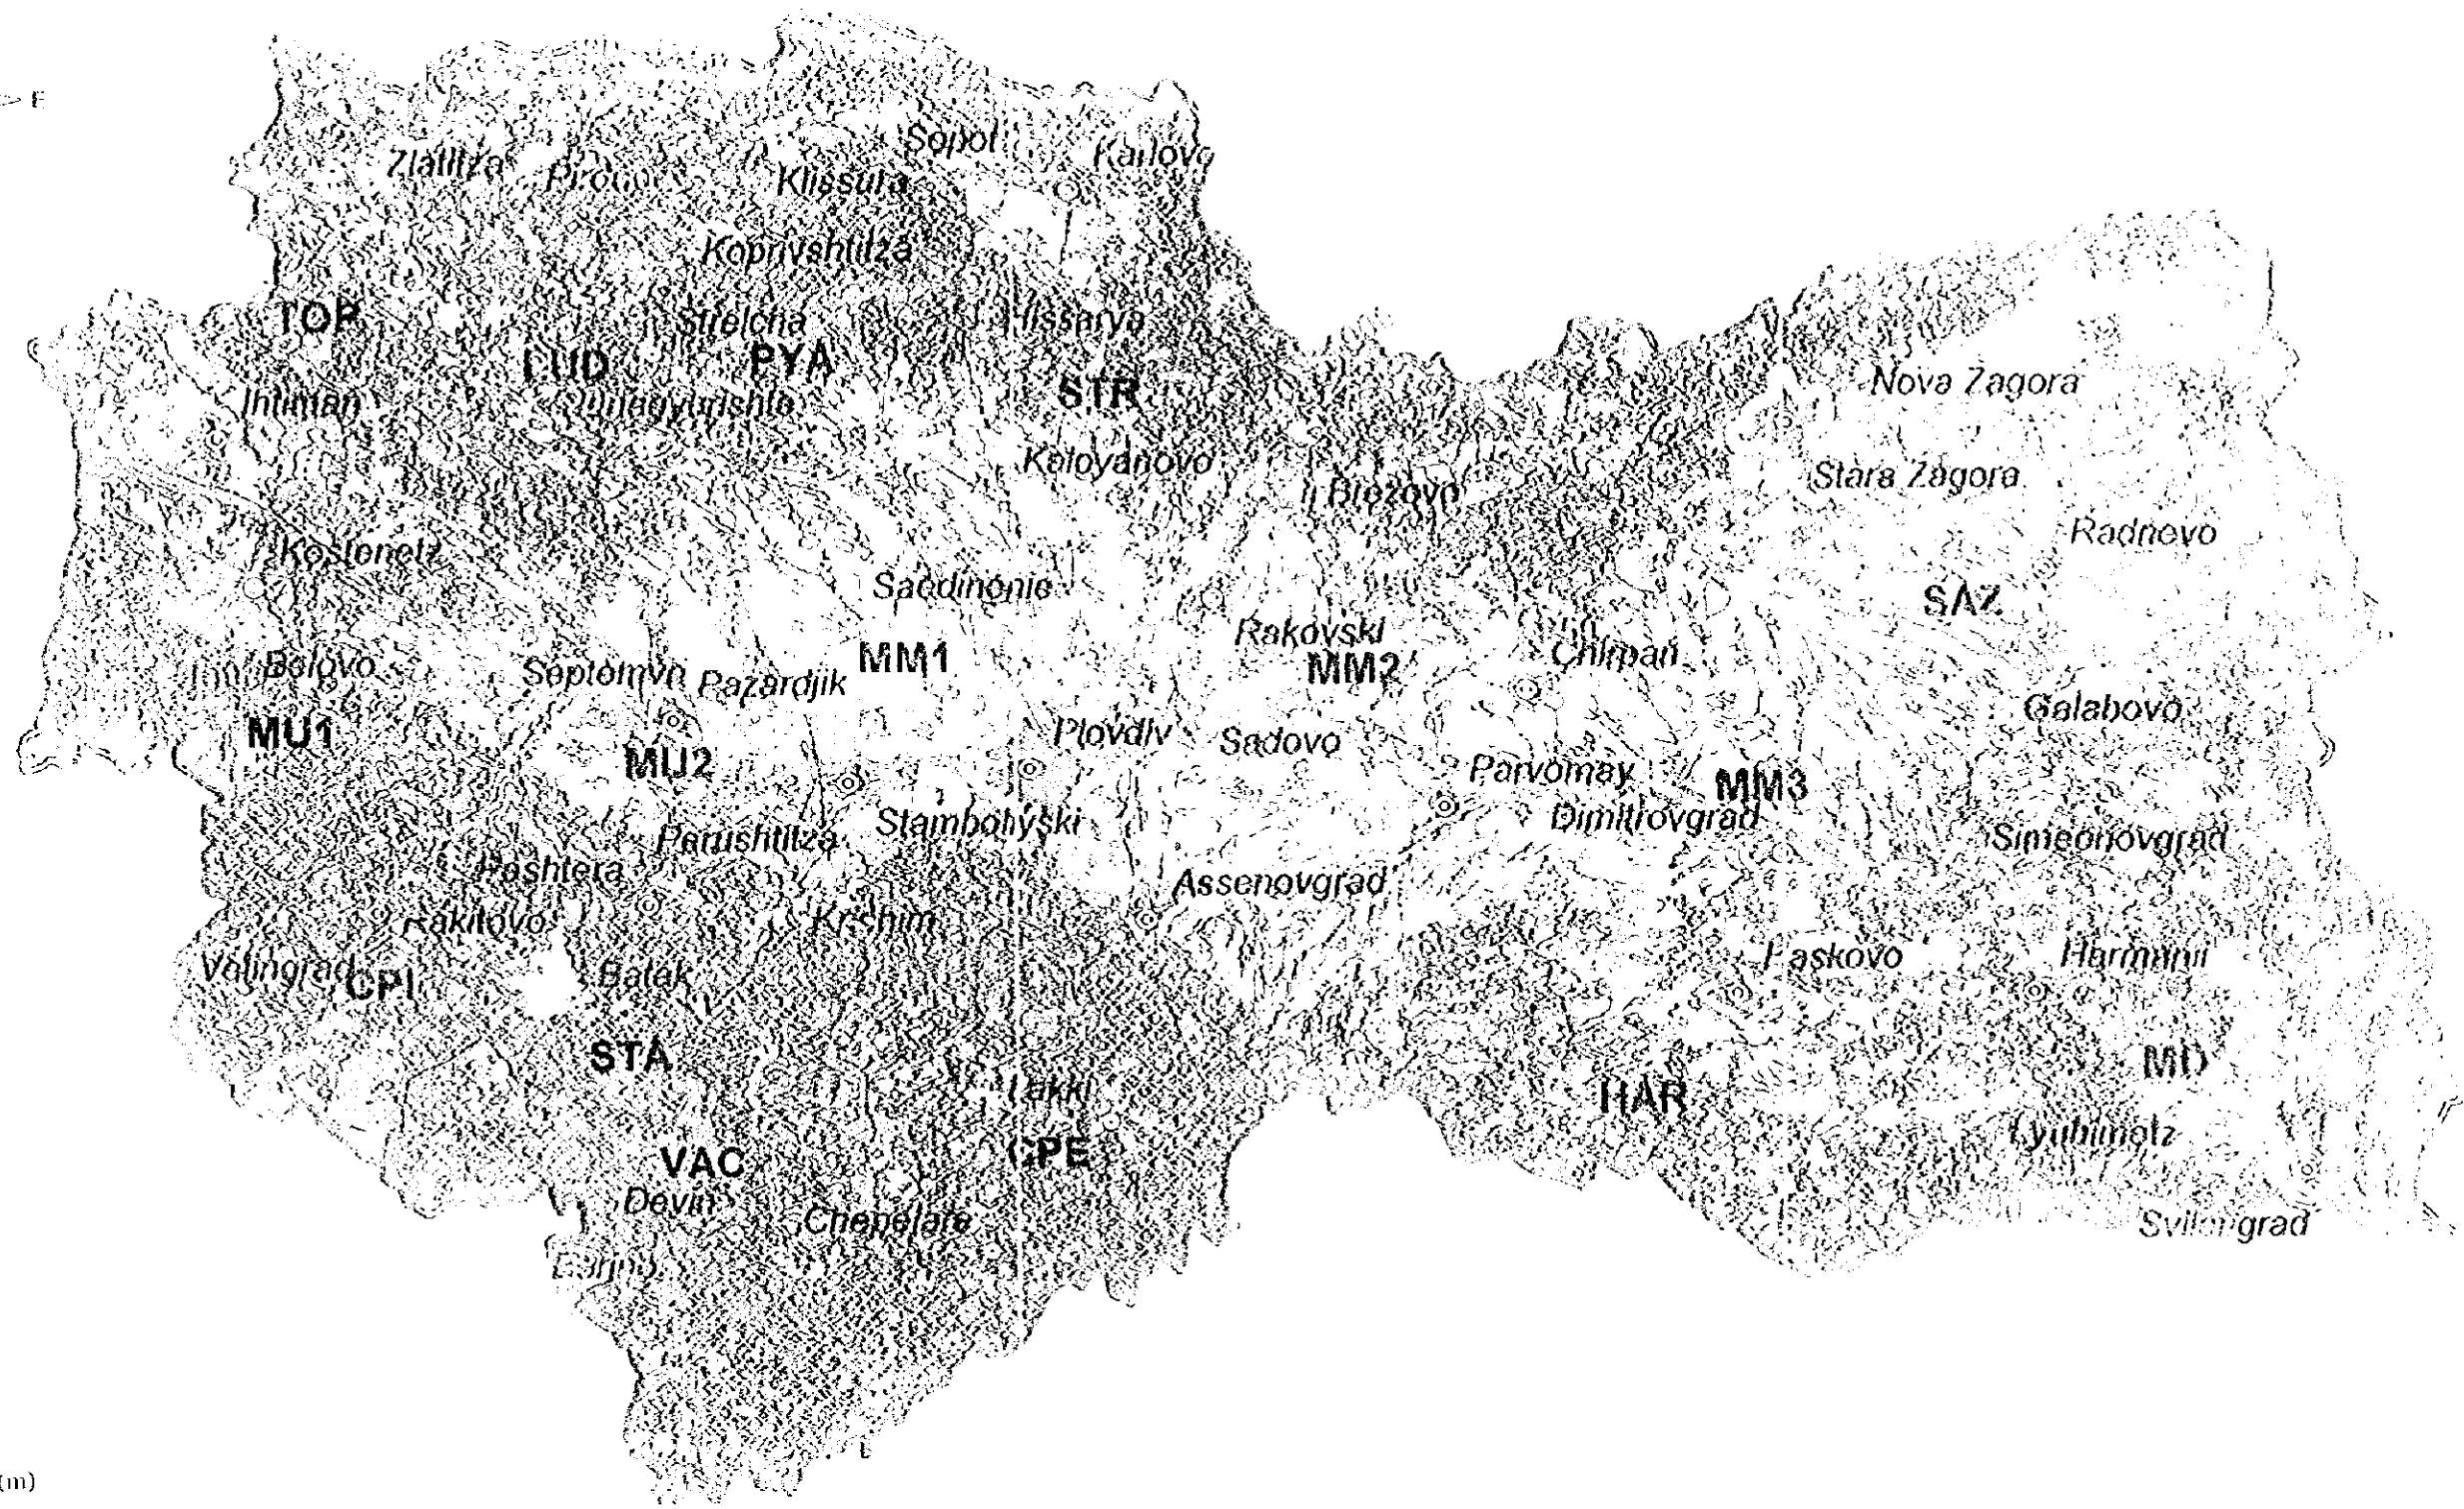 E
Sopot
Karlovo
Zlatitza
Klissura
Koprivshtitza
TOP
Strelcha
Hissarya
LUD
PYA
STR
Nova Zagora
Ihtiman
Kaloyanovo
Stara Zagora
Brezovo
Radnevo
Kostenetz
Saedinenie
SAZ
Rakovski
MM1
MM2
Chirpan
Belovo
Septemvri
Pazardjik
Galabovo
MU1
Plovdiv
Sadovo
MU2
Parvomay
MM3
Stamboliyski
Dimitrovgrad
Perushtitza
Simeonovgrad
Peshtera
Assenovgrad
Rakitovo
Krichim
Haskovo
Harmanli
Velingrad
CPI
Batak
STA
MD
Lakki
HAR
Lyubimetz
VAC
CPE
Devin
Chepelare
Svilengrad
(m)